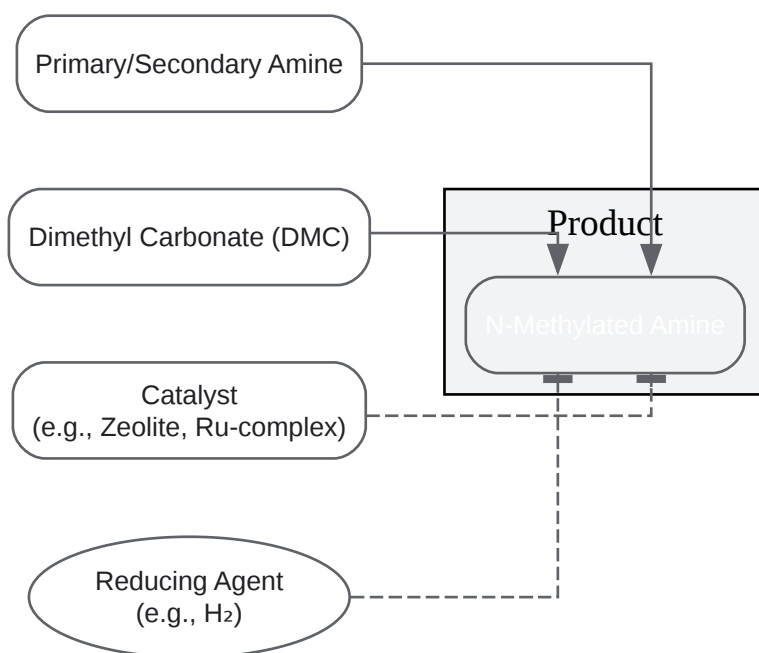 Primary/Secondary Amine
Dimethyl Carbonate (DMC)
Product
N-Methylated Amine
Catalyst
(e.g., Zeolite, Ru-complex)
Reducing Agent
(e.g., H₂)